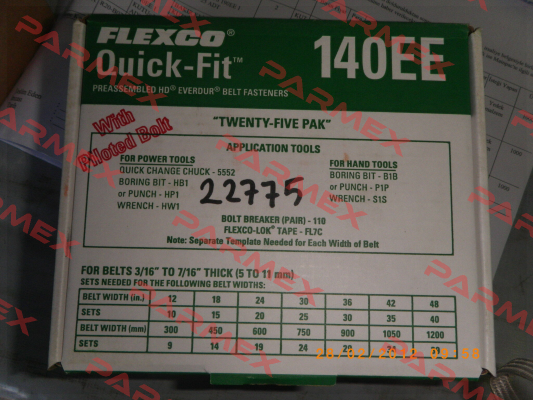 FLEXCO®
Quick-Fit™
140EE
PREASSEMBLED HD® EVERDUR® BELT FASTENERS
With
Piloted Bolt
"TWENTY-FIVE PAK"
APPLICATION TOOLS
FOR POWER TOOLS
QUICK CHANGE CHUCK - 5552
BORING BIT - HB1
or PUNCH - HP1
WRENCH - HW1
FOR HAND TOOLS
BORING BIT - B1B
or PUNCH - P1P
WRENCH - S1S
22775
BOLT BREAKER (PAIR) - 110
FLEXCO-LOK® TAPE - FL7C
Note: Separate Template Needed for Each Width of Belt
FOR BELTS 3/16" TO 7/16" THICK (5 TO 11 mm)
SETS NEEDED FOR THE FOLLOWING BELT WIDTHS:
BELT WIDTH (in.) 12 18 24 30 36 42 48
SETS 10 15 20 25 30 35 40
BELT WIDTH (mm) 300 450 600 750 900 1050 1200
SETS 9 14 19 24 29
PARMEX